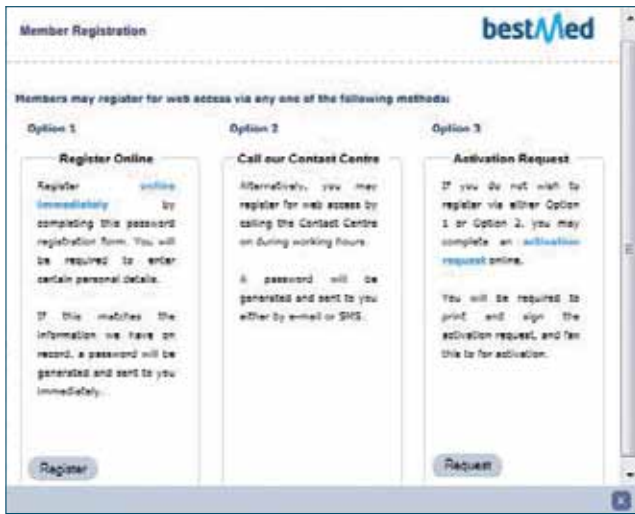 Member Registration
bestMed
Members may register for web access via any one of the following methods:
Option 1
Register Online
Register online
immediately by
completing this password
registration form. You will
be required to enter
certain personal details.
If this matches the
information we have on
record, a password will be
generated and sent to you
immediately.
Register
Option 2
Call our Contact Centre
Alternatively, you may
register for web access by
calling the Contact Centre
on during working hours.
A password will be
generated and sent to you
either by e-mail or SMS.
Option 3
Activation Request
If you do not wish to
register via either Option
1 or Option 2, you may
complete an activation
request online.
You will be required to
print and sign the
activation request, and fax
this to for activation.
Request